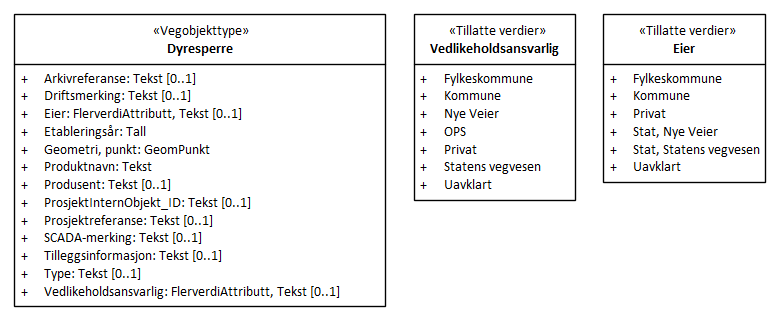 «Vegobjekttype»
Dyresperre
+ Arkivreferanse: Tekst [0..1]
+ Driftsmerking: Tekst [0..1]
+ Eier: FlerverdiAttributt, Tekst [0..1]
+ Etableringsår: Tall
+ Geometri, punkt: GeomPunkt
+ Produktnavn: Tekst
+ Produsent: Tekst [0..1]
+ ProsjektInternObjekt_ID: Tekst [0..1]
+ Prosjektreferanse: Tekst [0..1]
+ SCADA-merking: Tekst [0..1]
+ Tilleggsinformasjon: Tekst [0..1]
+ Type: Tekst [0..1]
+ Vedlikeholdsansvarlig: FlerverdiAttributt, Tekst [0..1]
«Tillatte verdier»
Vedlikeholdsansvarlig
+ Fylkeskommune
+ Kommune
+ Nye Veier
+ OPS
+ Privat
+ Statens vegvesen
+ Uavklart
«Tillatte verdier»
Eier
+ Fylkeskommune
+ Kommune
+ Privat
+ Stat, Nye Veier
+ Stat, Statens vegvesen
+ Uavklart